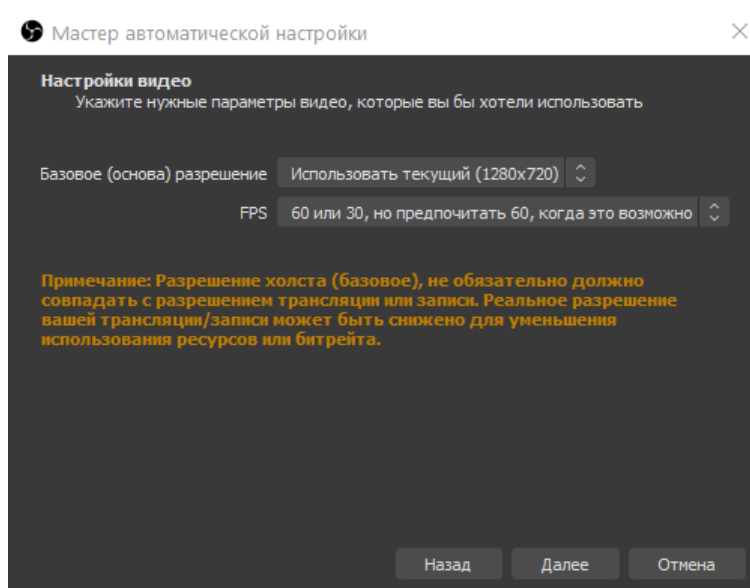 Мастер автоматической настройки
Настройки видео
Укажите нужные параметры видео, которые вы бы хотели использовать
Базовое (основа) разрешение Использовать текущий (1280x720)
FPS 60 или 30, но предпочитать 60, когда это возможно
Примечание: Разрешение холста (базовое), не обязательно должно
совпадать с разрешением трансляции или записи. Реальное разрешение
вашей трансляции/записи может быть снижено для уменьшения
использования ресурсов или битрейта.
Назад Далее Отмена